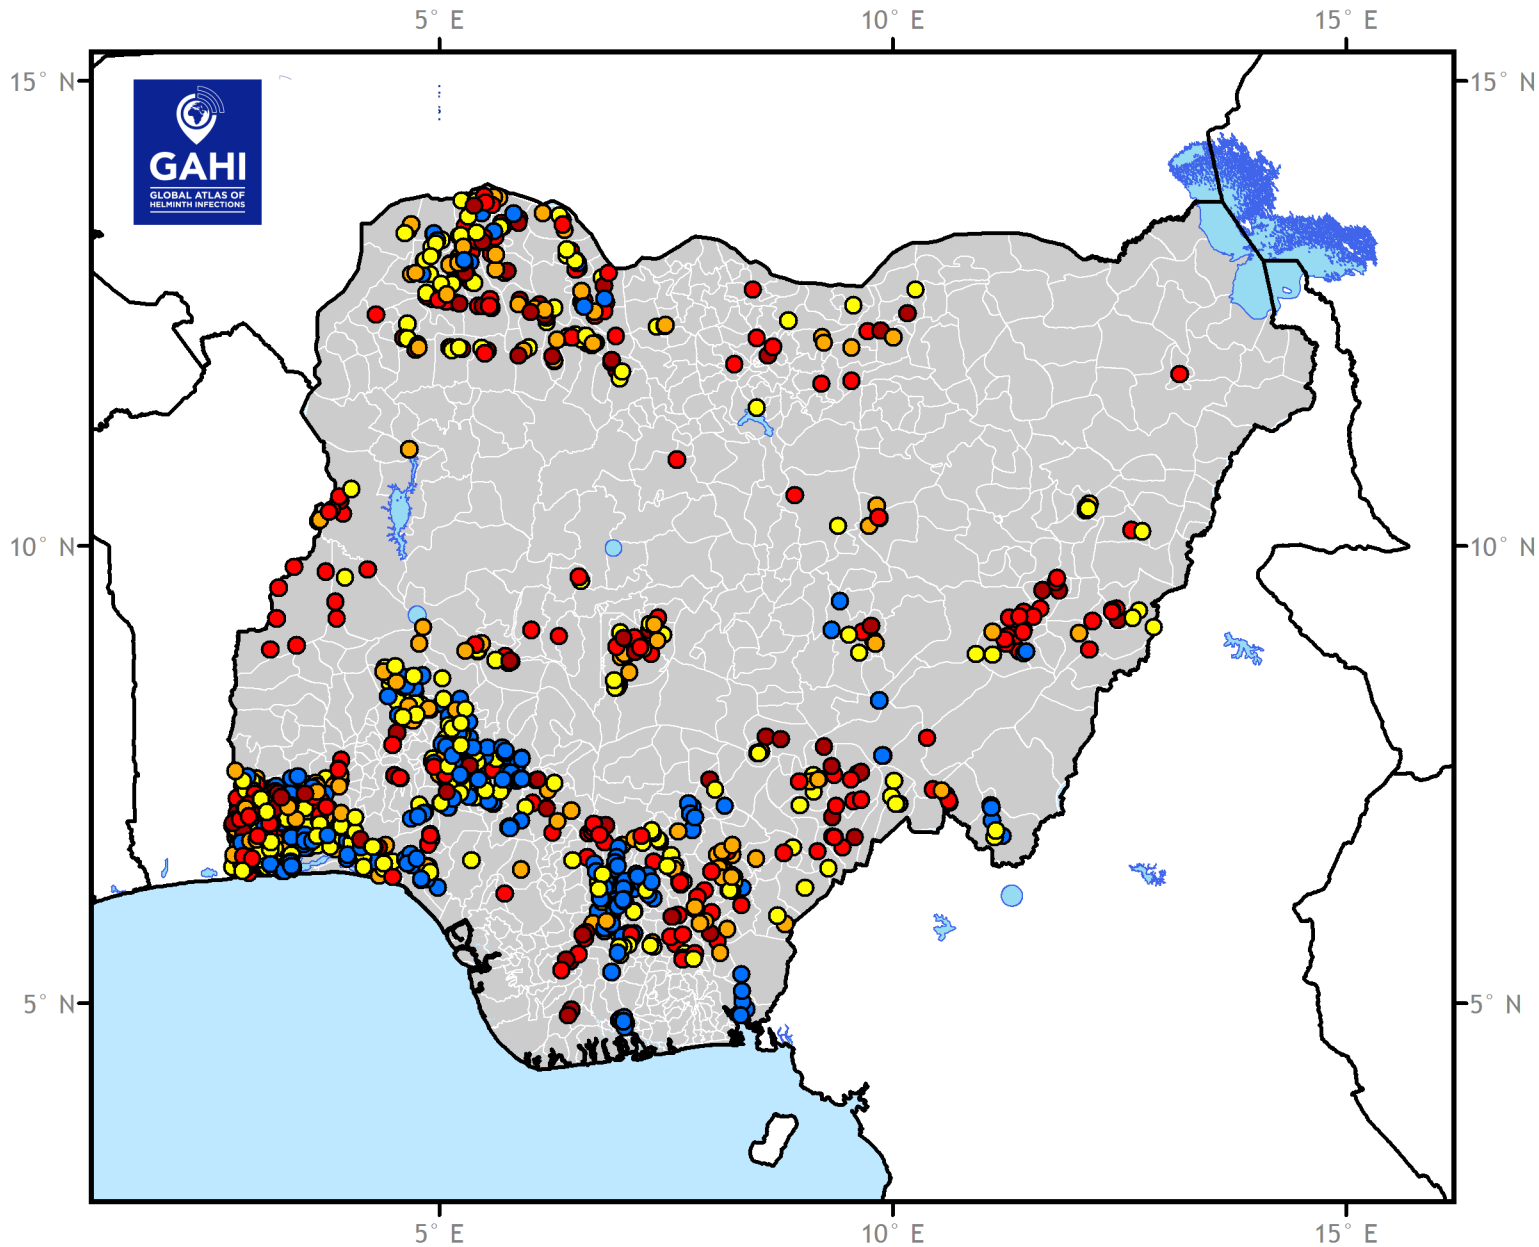 5° E 10° E 15° E
15° N 15° N
GAHI
GLOBAL ATLAS OF
HELMINTH INFECTIONS
10° N 10° N
5° N 5° N
5° E 10° E 15° E